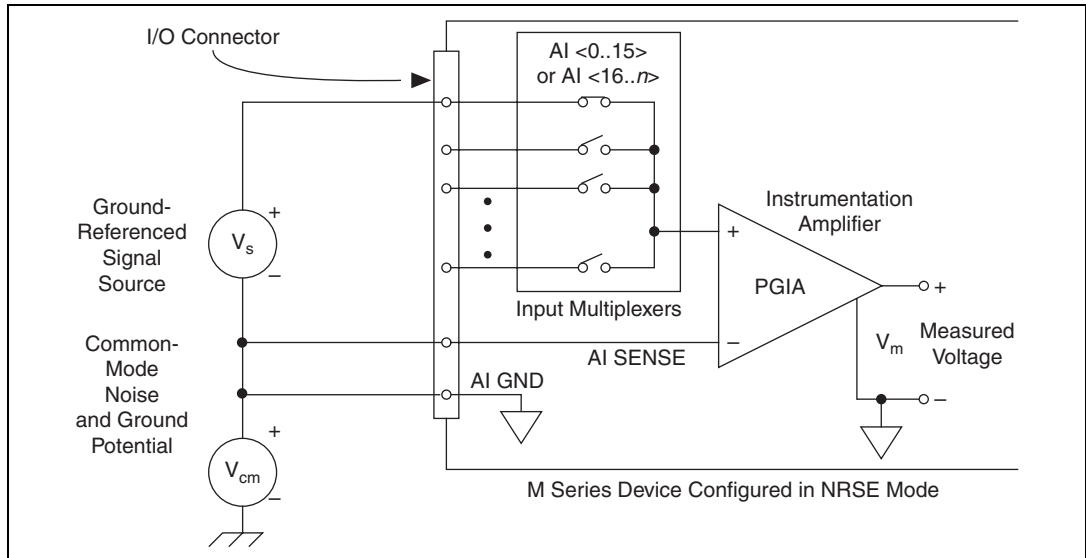 I/O Connector
AI <0..15>
or AI <16..n>
Ground-
Referenced
Signal
Source
+
Vs
–
Instrumentation
Amplifier
+
PGIA
–
+
Vm
Measured
Voltage
–
Input Multiplexers
AI SENSE
AI GND
Common-
Mode
Noise
and Ground
Potential
+
Vcm
–
M Series Device Configured in NRSE Mode